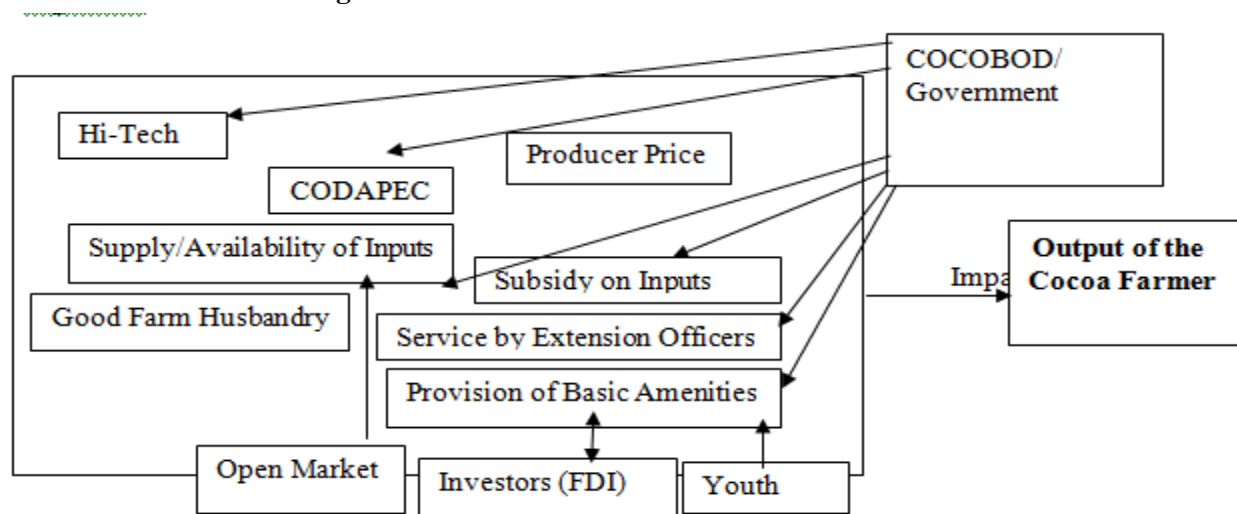 COCOBOD/
Government
Hi-Tech
Producer Price
CODAPEC
Supply/Availability of Inputs
Subsidy on Inputs
Output of the
Cocoa Farmer
Good Farm Husbandry
Service by Extension Officers
Provision of Basic Amenities
Open Market
Investors (FDI)
Youth